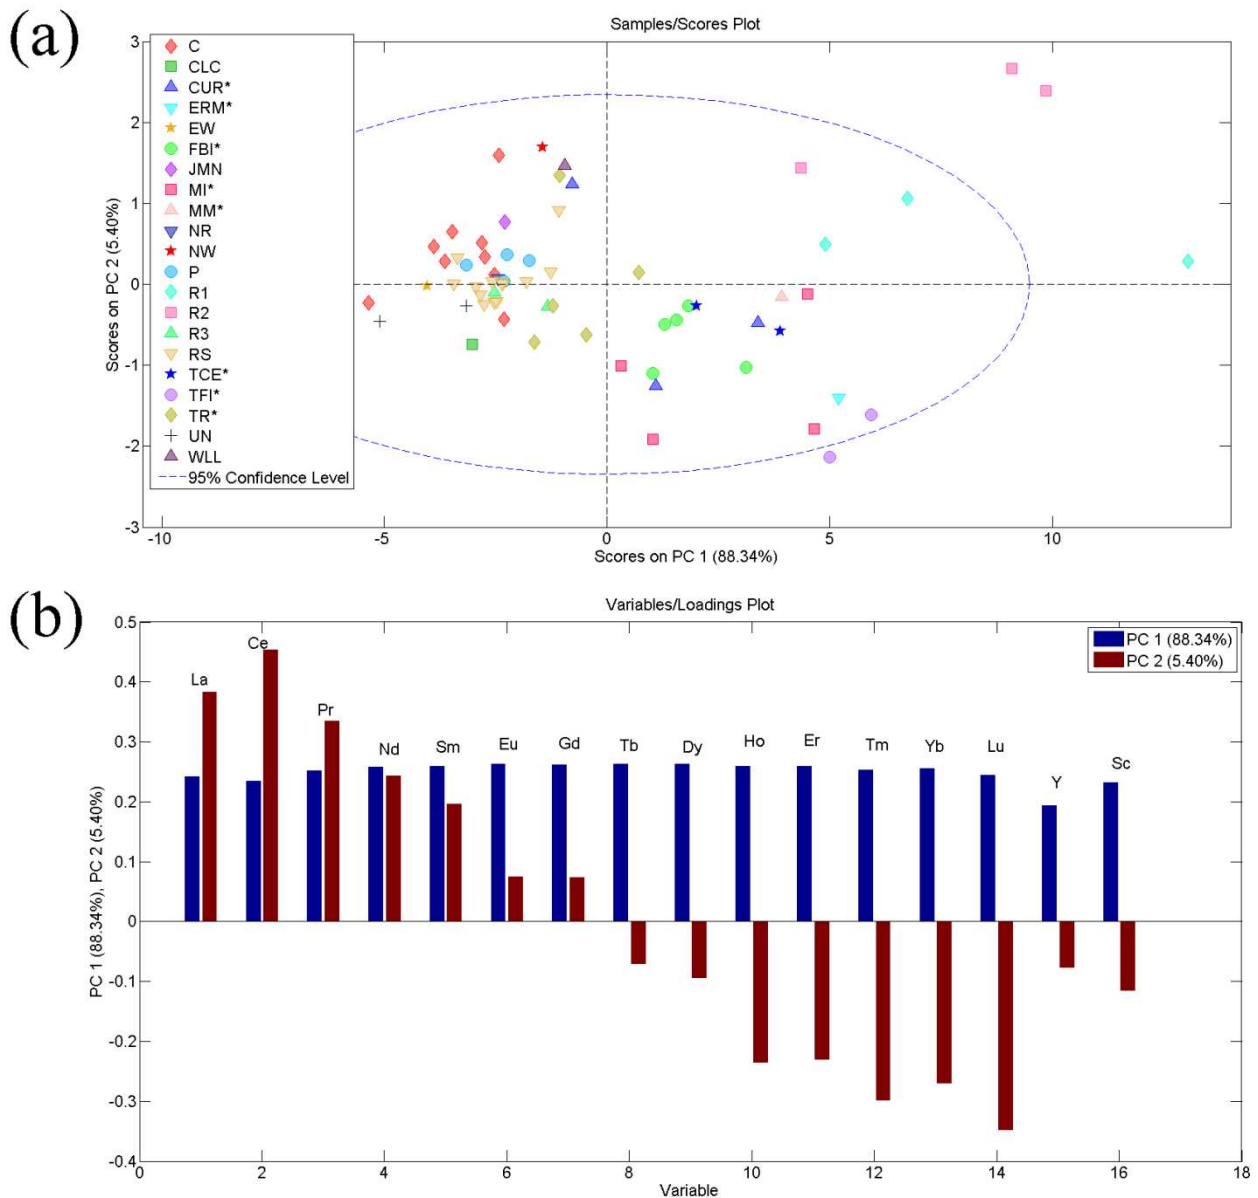 (a)
Samples/Scores Plot
3
2
1
0
-1
-2
-3
Scores on PC 2 (5.40%)
C
CLC
CUR*
ERM*
EW
FBI*
JMN
MI*
MM*
NR
NW
P
R1
R2
R3
RS
TCE*
TFI*
TR*
UN
WLL
95% Confidence Level
-10 -5 0 5 10
Scores on PC 1 (88.34%)
(b)
Variables/Loadings Plot
0.5
0.4
0.3
0.2
0.1
0
-0.1
-0.2
-0.3
-0.4
PC 1 (88.34%), PC 2 (5.40%)
PC 1 (88.34%)
PC 2 (5.40%)
La Ce Pr Nd Sm Eu Gd Tb Dy Ho Er Tm Yb Lu Y Sc
0 2 4 6 8 10 12 14 16 18
Variable